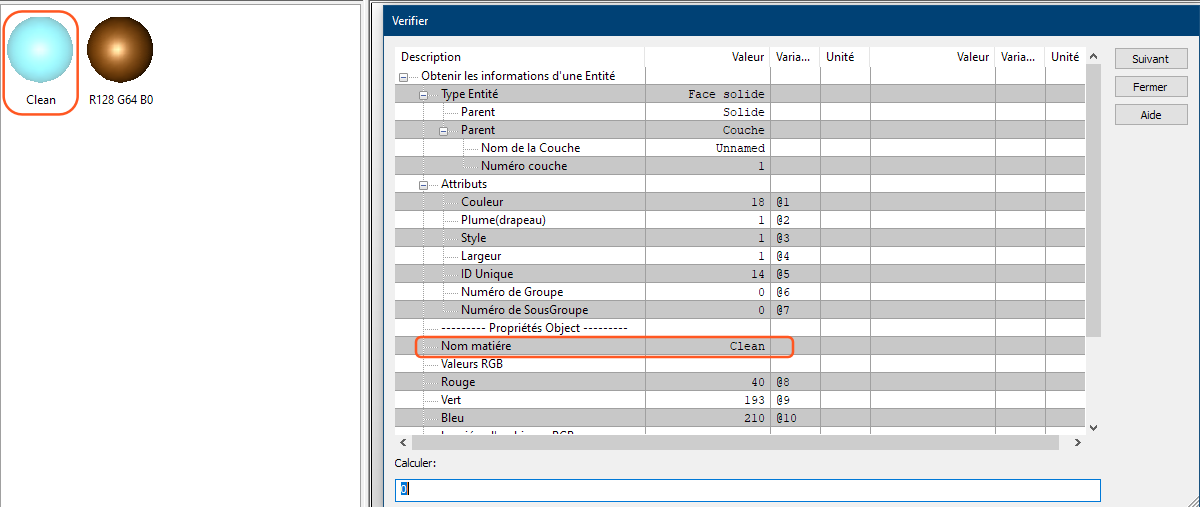 Clean
R128 G64 B0
Verifier
Description Valeur Varia... Unité Valeur Varia... Unité
Obtenir les informations d'une Entité
Type Entité Face solide
Parent Solide
Parent Couche
Nom de la Couche Unnamed
Numéro couche 1
Attributs
Couleur 18 @1
Plume(drapeau) 1 @2
Style 1 @3
Largeur 1 @4
ID Unique 14 @5
Numéro de Groupe 0 @6
Numéro de SousGroupe 0 @7
--------- Propriétés Object ---------
Nom matiére Clean
Valeurs RGB
Rouge 40 @8
Vert 193 @9
Bleu 210 @10
Suivant
Fermer
Aide
Calculer:
0